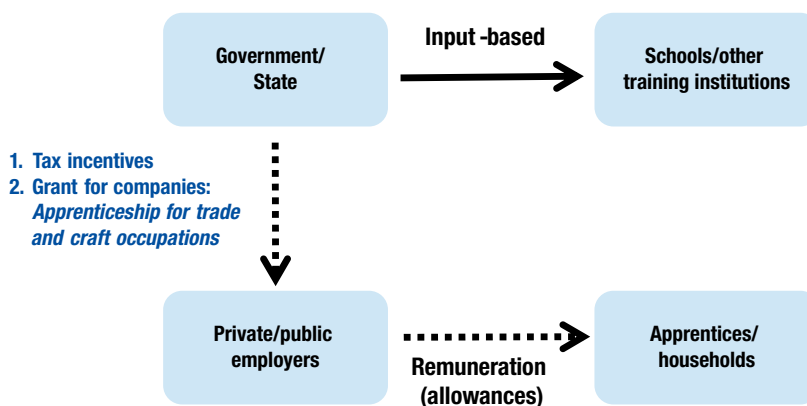 Government/
State
Input -based
Schools/other
training institutions
1. Tax incentives
2. Grant for companies:
Apprenticeship for trade
and craft occupations
Private/public
employers
Remuneration
(allowances)
Apprentices/
households